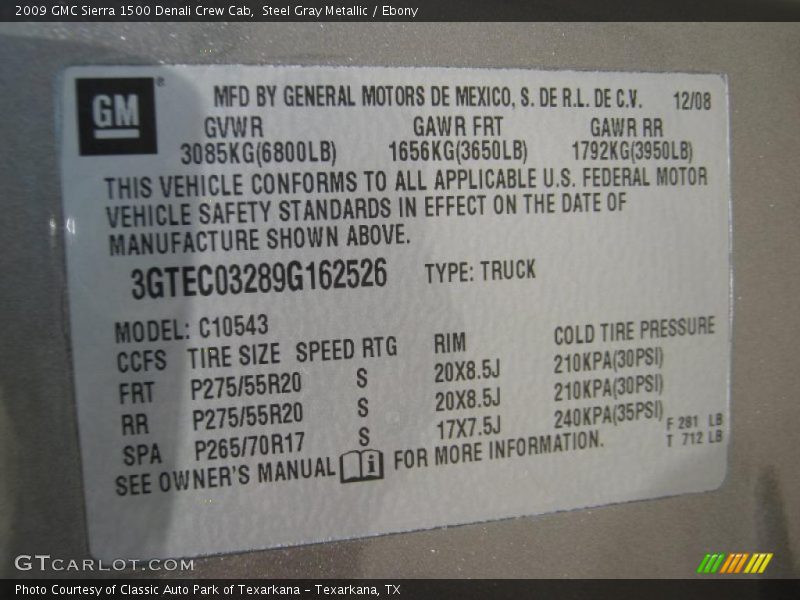 2009 GMC Sierra 1500 Denali Crew Cab,  Steel Gray Metallic / Ebony
GM®
MFD BY GENERAL MOTORS DE MEXICO, S. DE R.L. DE C.V. 12/08
GVWR GAWR FRT GAWR RR
3085KG(6800LB) 1656KG(3650LB) 1792KG(3950LB)
THIS VEHICLE CONFORMS TO ALL APPLICABLE U.S. FEDERAL MOTOR
VEHICLE SAFETY STANDARDS IN EFFECT ON THE DATE OF
MANUFACTURE SHOWN ABOVE.
3GTEC03289G162526 TYPE: TRUCK
MODEL: C10543
CCFS TIRE SIZE SPEED RTG RIM COLD TIRE PRESSURE
FRT P275/55R20 S 20X8.5J 210KPA(30PSI)
RR P275/55R20 S 20X8.5J 210KPA(30PSI)
SPA P265/70R17 S 17X7.5J 240KPA(35PSI) F 281 LB
T 712 LB
SEE OWNER'S MANUAL i FOR MORE INFORMATION.
GTCARLOT.COM
Photo Courtesy of Classic Auto Park of Texarkana – Texarkana, TX